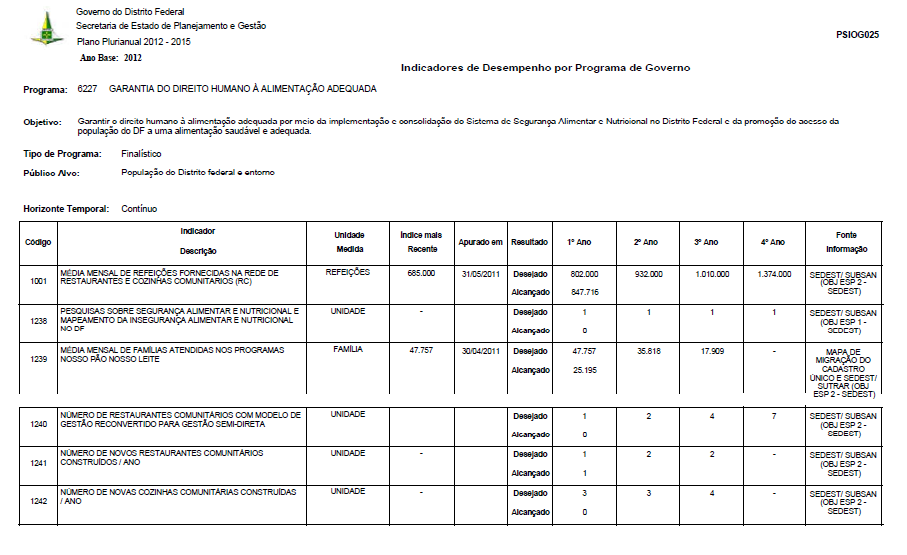 Governo do Distrito Federal
Secretaria de Estado de Planejamento e Gestão
Plano Plurianual 2012 - 2015
Ano Base: 2012
PSIOG025
Indicadores de Desempenho por Programa de Governo
Programa: 6227 GARANTIA DO DIREITO HUMANO À ALIMENTAÇÃO ADEQUADA
Objetivo: Garantir o direito humano à alimentação adequada por meio da implementação e consolidação do Sistema de Segurança Alimentar e Nutricional no Distrito Federal e da promoção do acesso da
população do DF a uma alimentação saudável e adequada.
Tipo de Programa: Finalístico
Público Alvo: População do Distrito federal e entorno
Horizonte Temporal: Contínuo
Código Indicador Descrição Unidade Medida Índice mais Recente Apurado em Resultado 1º Ano 2º Ano 3º Ano 4º Ano Fonte Informação
1001 MÉDIA MENSAL DE REFEIÇÕES FORNECIDAS NA REDE DE REFEIÇÕES 685.000 31/05/2011 Desejado 802.000 932.000 1.010.000 1.374.000 SEDEST/ SUBSAN
RESTAURANTES E COZINHAS COMUNITARIOS (RC) (OBJ ESP 2 -
Alcançado 847.716 SEDEST)
1238 PESQUISAS SOBRE SEGURANÇA ALIMENTAR E NUTRICIONAL E UNIDADE - Desejado 1 1 1 1 SEDEST/ SUBSAN
MAPEAMENTO DA INSEGURANÇA ALIMENTAR E NUTRICIONAL (OBJ ESP 1 -
NO DF Alcançado 0 SEDEST)
1239 MÉDIA MENSAL DE FAMÍLIAS ATENDIDAS NOS PROGRAMAS FAMÍLIA 47.757 30/04/2011 Desejado 47.757 35.818 17.909 - MAPA DE
NOSSO PÃO NOSSO LEITE MIGRAÇÃO DO
Alcançado 25.195 CADASTRO
ÚNICO E SEDEST/
SUTRAR (OBJ
ESP 2 - SEDEST)
1240 NÚMERO DE RESTAURANTES COMUNITÁRIOS COM MODELO DE UNIDADE Desejado 1 2 4 7 SEDEST/ SUBSAN
GESTÃO RECONVERTIDO PARA GESTÃO SEMI-DIRETA (OBJ ESP 2 -
Alcançado 0 SEDEST)
1241 NÚMERO DE NOVOS RESTAURANTES COMUNITÁRIOS UNIDADE - Desejado 1 2 2 - SEDEST/ SUBSAN
CONSTRUÍDOS / ANO (OBJ ESP 2 -
Alcançado 1 SEDEST)
1242 NÚMERO DE NOVAS COZINHAS COMUNITÁRIAS CONSTRUÍDAS UNIDADE - Desejado 3 3 4 - SEDEST/ SUBSAN
/ ANO (OBJ ESP 2 -
Alcançado 0 SEDEST)